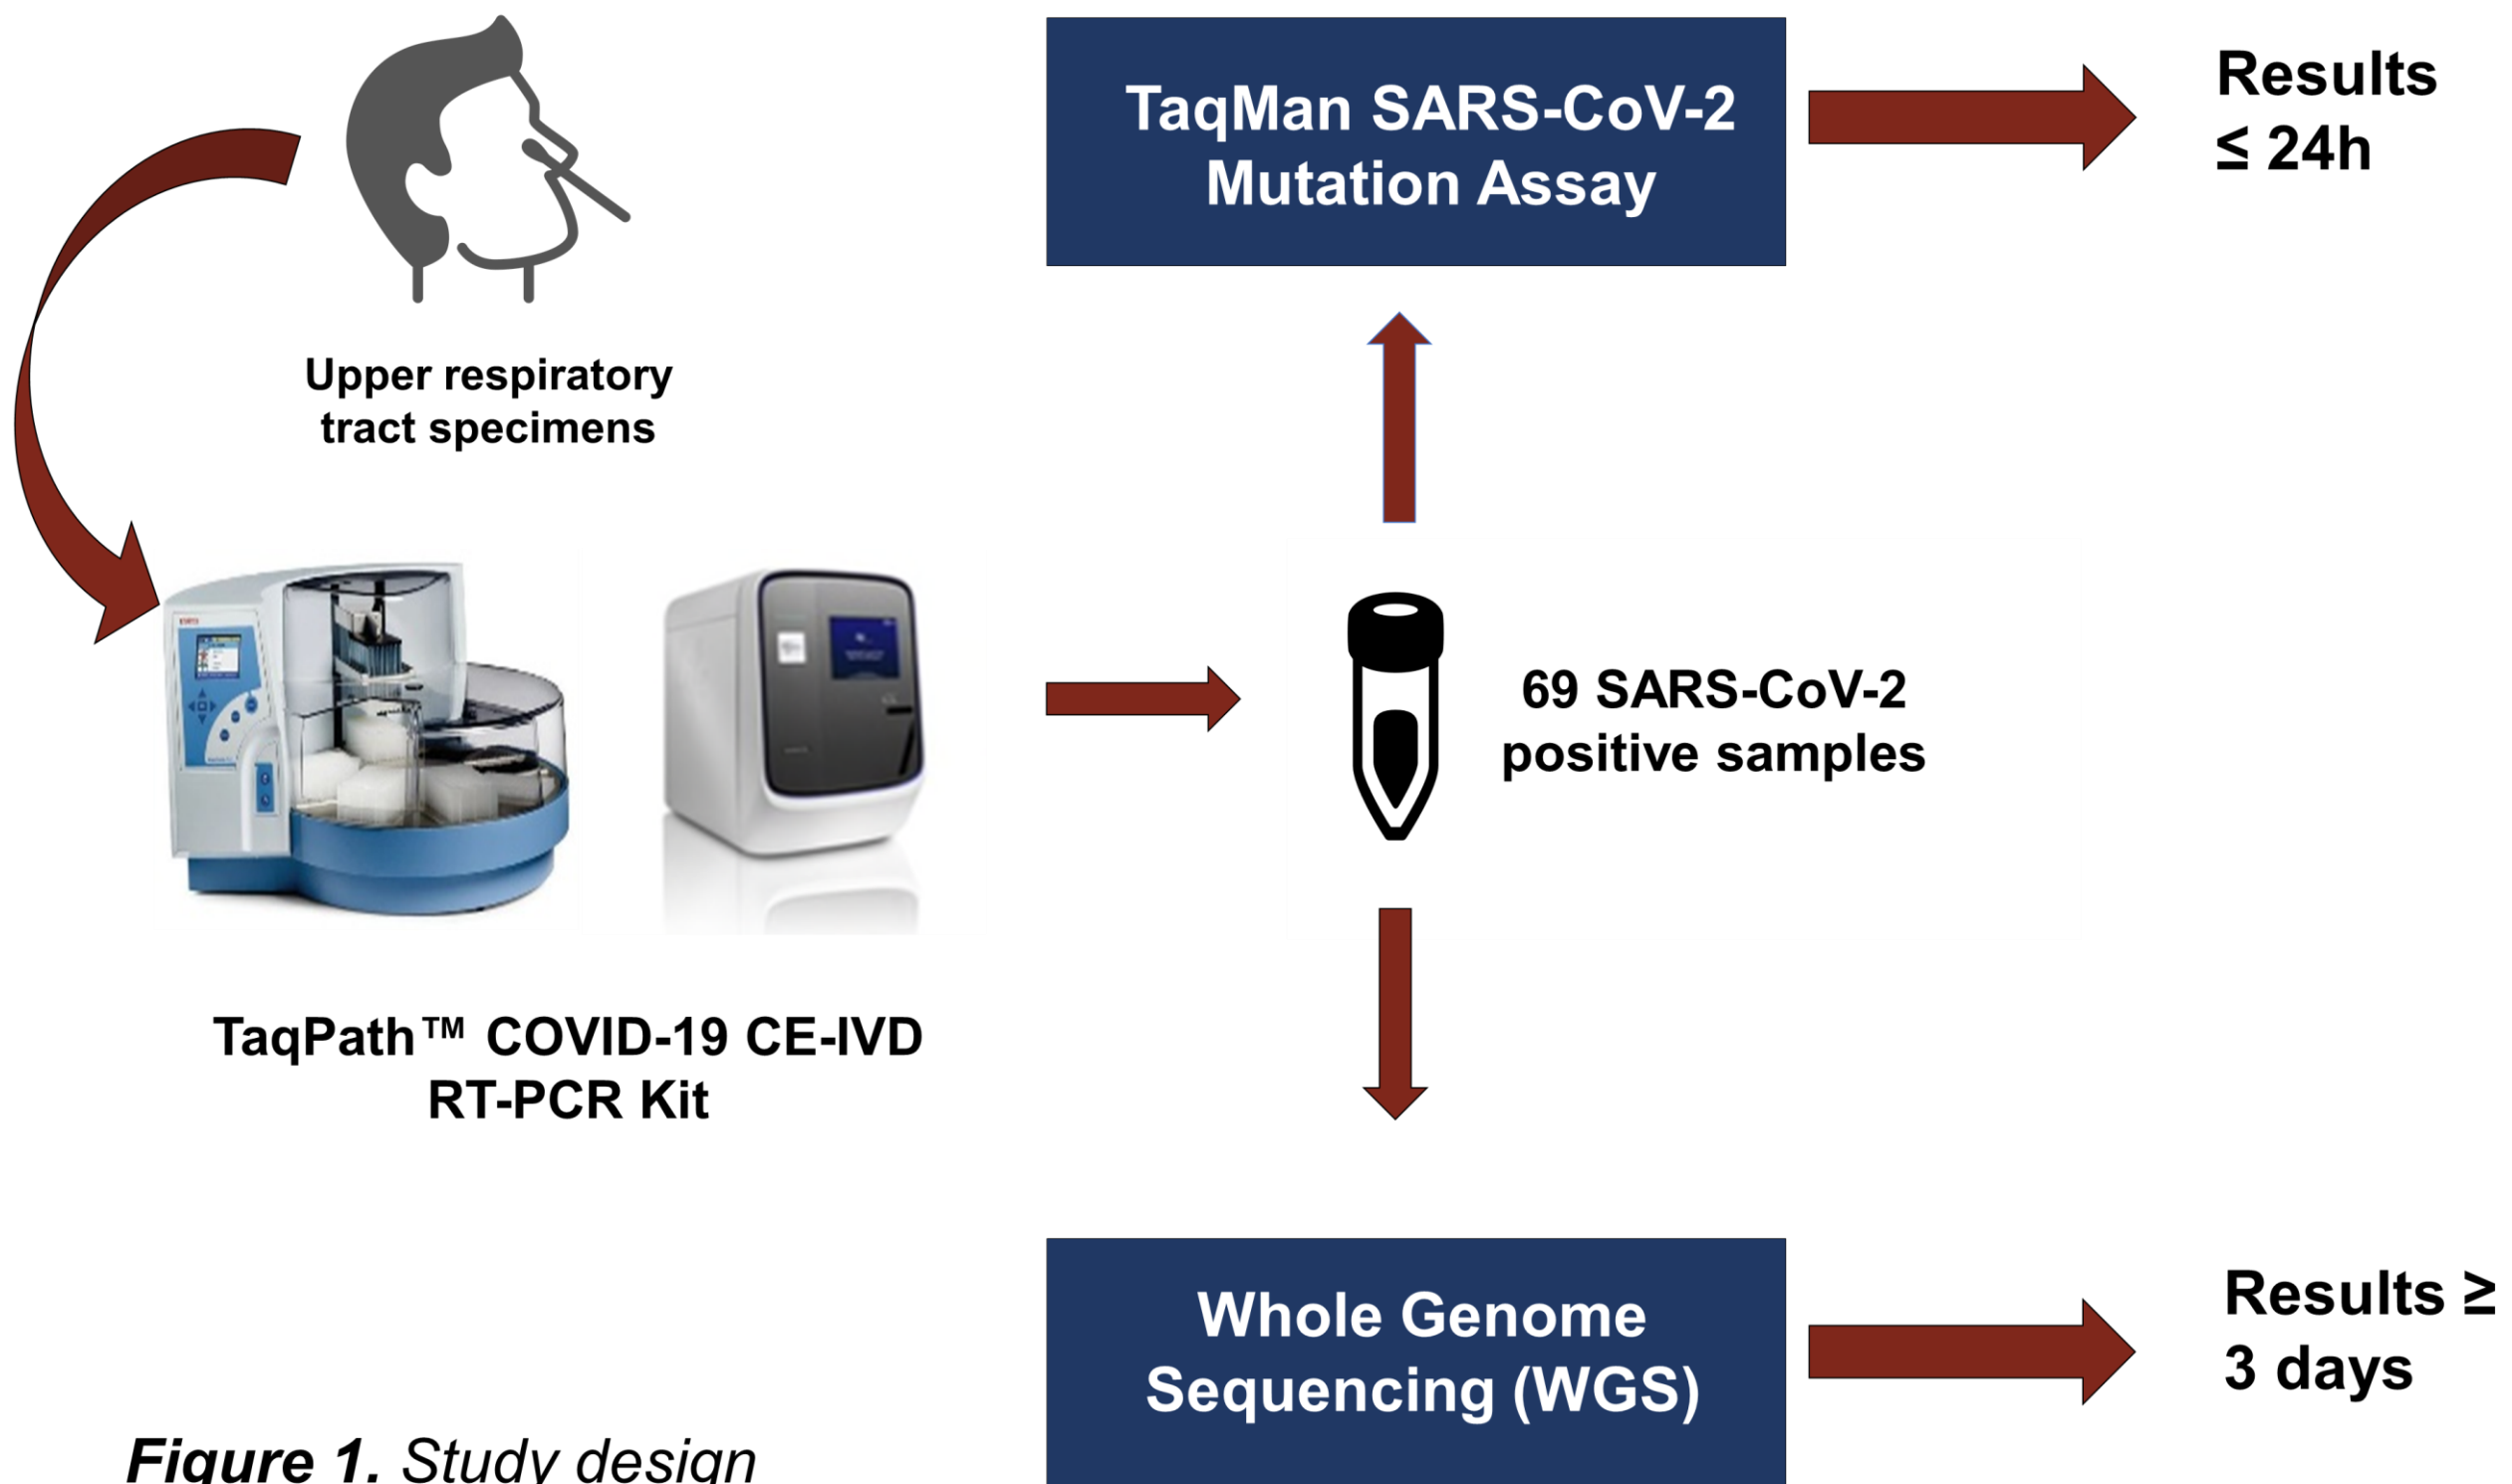 Upper respiratory
tract specimens
TaqPath™ COVID-19 CE-IVD
RT-PCR Kit
69 SARS-CoV-2
positive samples
TaqMan SARS-CoV-2
Mutation Assay
Results
≤ 24h
Whole Genome
Sequencing (WGS)
Results ≥
3 days
Figure 1. Study design